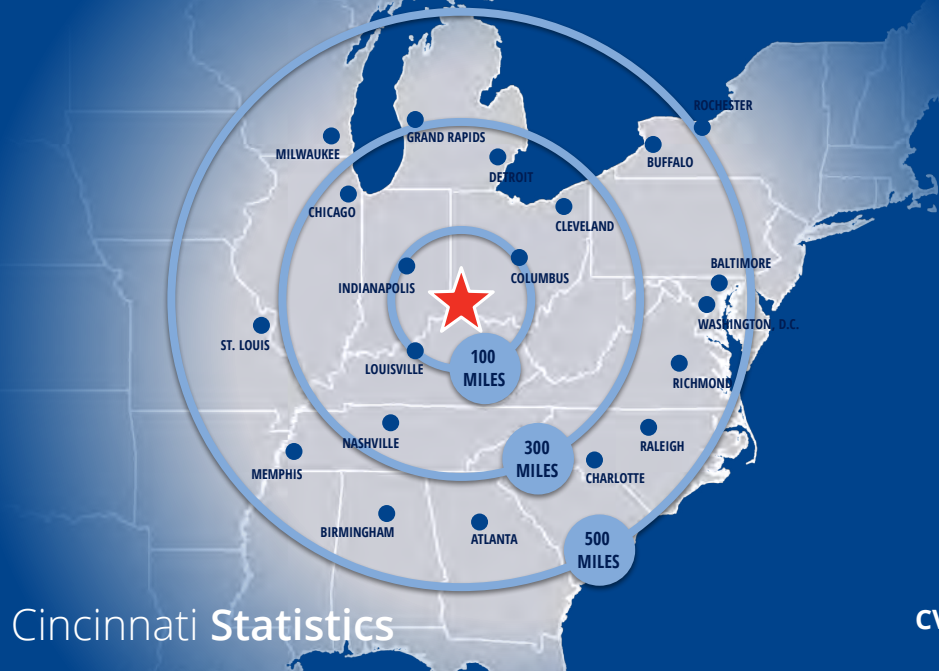 ROCHESTER
GRAND RAPIDS
MILWAUKEE
BUFFALO
DETROIT
CHICAGO
CLEVELAND
BALTIMORE
COLUMBUS
INDIANAPOLIS
WASHINGTON, D.C.
ST. LOUIS
100
MILES
LOUISVILLE
RICHMOND
NASHVILLE
RALEIGH
300
MILES
MEMPHIS
CHARLOTTE
BIRMINGHAM
ATLANTA
500
MILES
Cincinnati Statistics